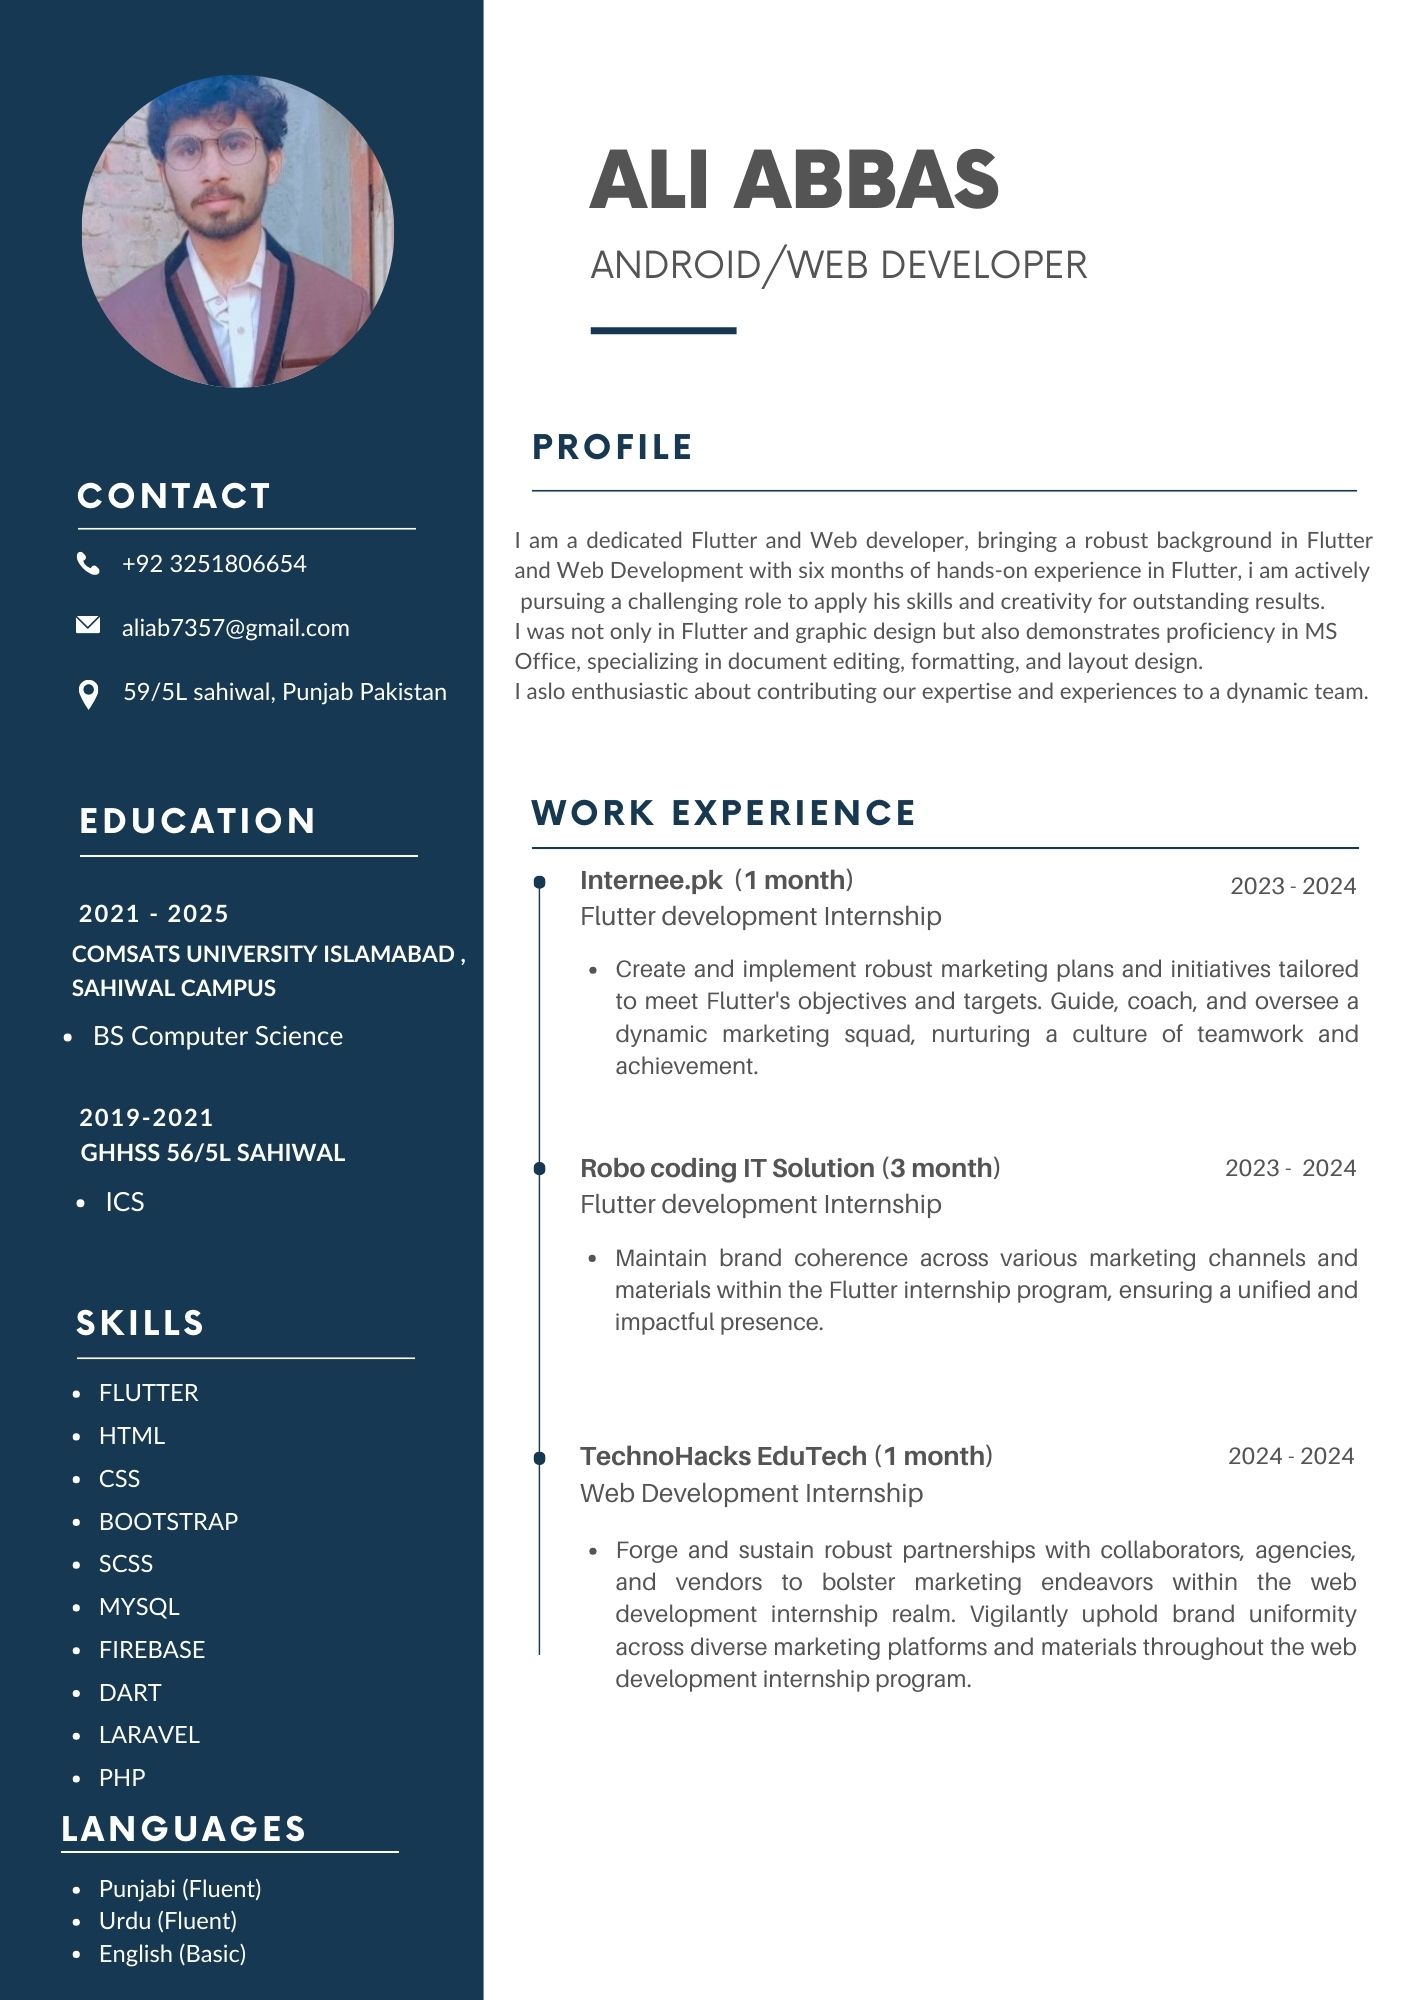 ALI ABBAS
ANDROID/WEB DEVELOPER
CONTACT
+92 3251806654
aliab7357@gmail.com
59/5L sahiwal, Punjab Pakistan
EDUCATION
2021 - 2025
COMSATS UNIVERSITY ISLAMABAD ,
SAHIWAL CAMPUS
• BS Computer Science
2019-2021
GHHSS 56/5L SAHIWAL
• ICS
SKILLS
• FLUTTER
• HTML
• CSS
• BOOTSTRAP
• SCSS
• MYSQL
• FIREBASE
• DART
• LARAVEL
• PHP
LANGUAGES
• Punjabi (Fluent)
• Urdu (Fluent)
• English (Basic)
PROFILE
I am a dedicated Flutter and Web developer, bringing a robust background in Flutter
and Web Development with six months of hands-on experience in Flutter, i am actively
pursuing a challenging role to apply his skills and creativity for outstanding results.
I was not only in Flutter and graphic design but also demonstrates proficiency in MS
Office, specializing in document editing, formatting, and layout design.
I aslo enthusiastic about contributing our expertise and experiences to a dynamic team.
WORK EXPERIENCE
Internee.pk (1 month) 2023 - 2024
Flutter development Internship
• Create and implement robust marketing plans and initiatives tailored
to meet Flutter's objectives and targets. Guide, coach, and oversee a
dynamic marketing squad, nurturing a culture of teamwork and
achievement.
Robo coding IT Solution (3 month) 2023 - 2024
Flutter development Internship
• Maintain brand coherence across various marketing channels and
materials within the Flutter internship program, ensuring a unified and
impactful presence.
TechnoHacks EduTech (1 month) 2024 - 2024
Web Development Internship
• Forge and sustain robust partnerships with collaborators, agencies,
and vendors to bolster marketing endeavors within the web
development internship realm. Vigilantly uphold brand uniformity
across diverse marketing platforms and materials throughout the web
development internship program.